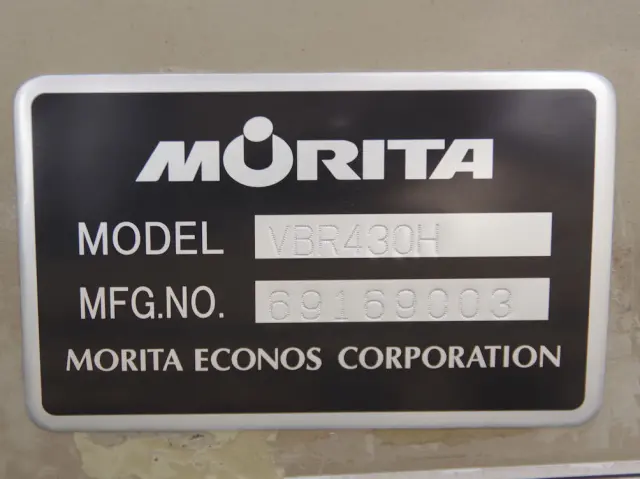 MORITA
MODEL VBR430H
MFG.NO. 69169003
MORITA ECONOS CORPORATION